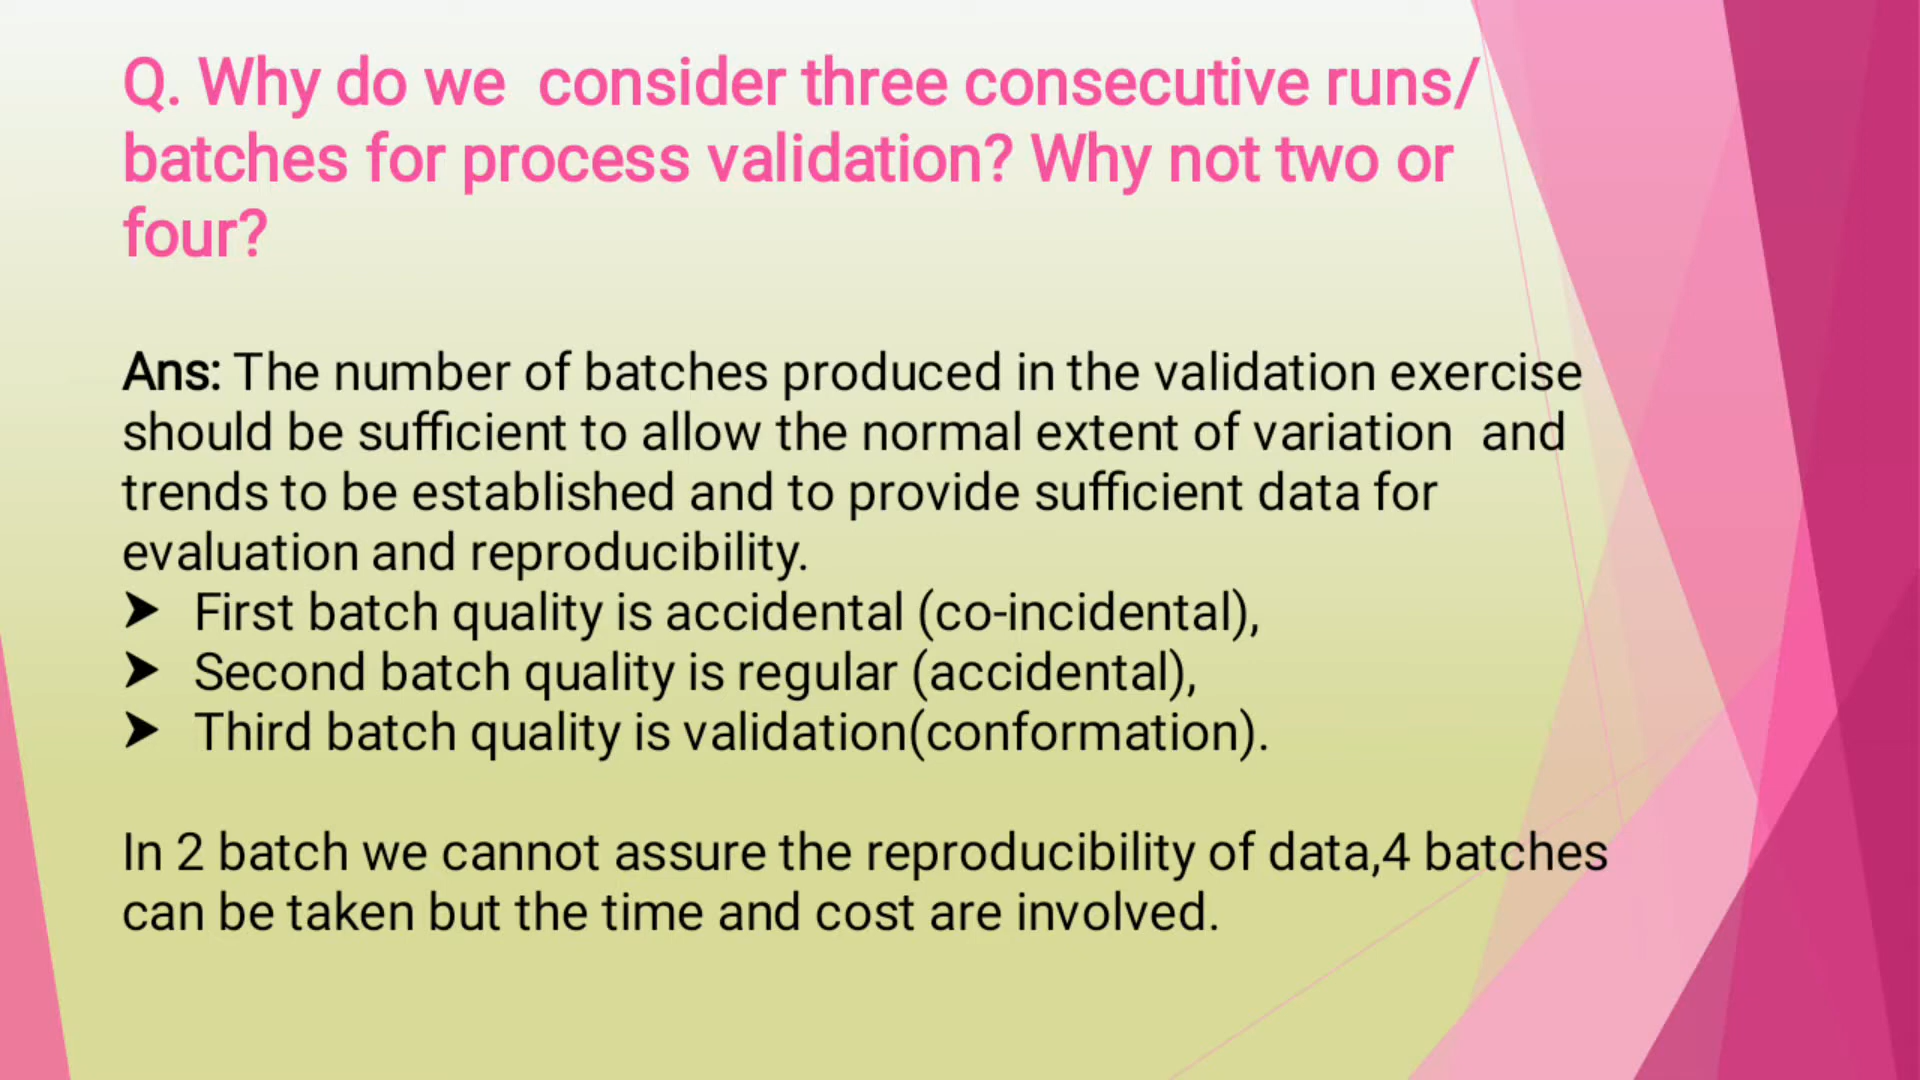 Q. Why do we consider three consecutive runs/
batches for process validation? Why not two or
four?
Ans: The number of batches produced in the validation exercise
should be sufficient to allow the normal extent of variation and
trends to be established and to provide sufficient data for
evaluation and reproducibility.
➤ First batch quality is accidental (co-incidental),
➤ Second batch quality is regular (accidental),
➤ Third batch quality is validation(conformation).
In 2 batch we cannot assure the reproducibility of data,4 batches
can be taken but the time and cost are involved.